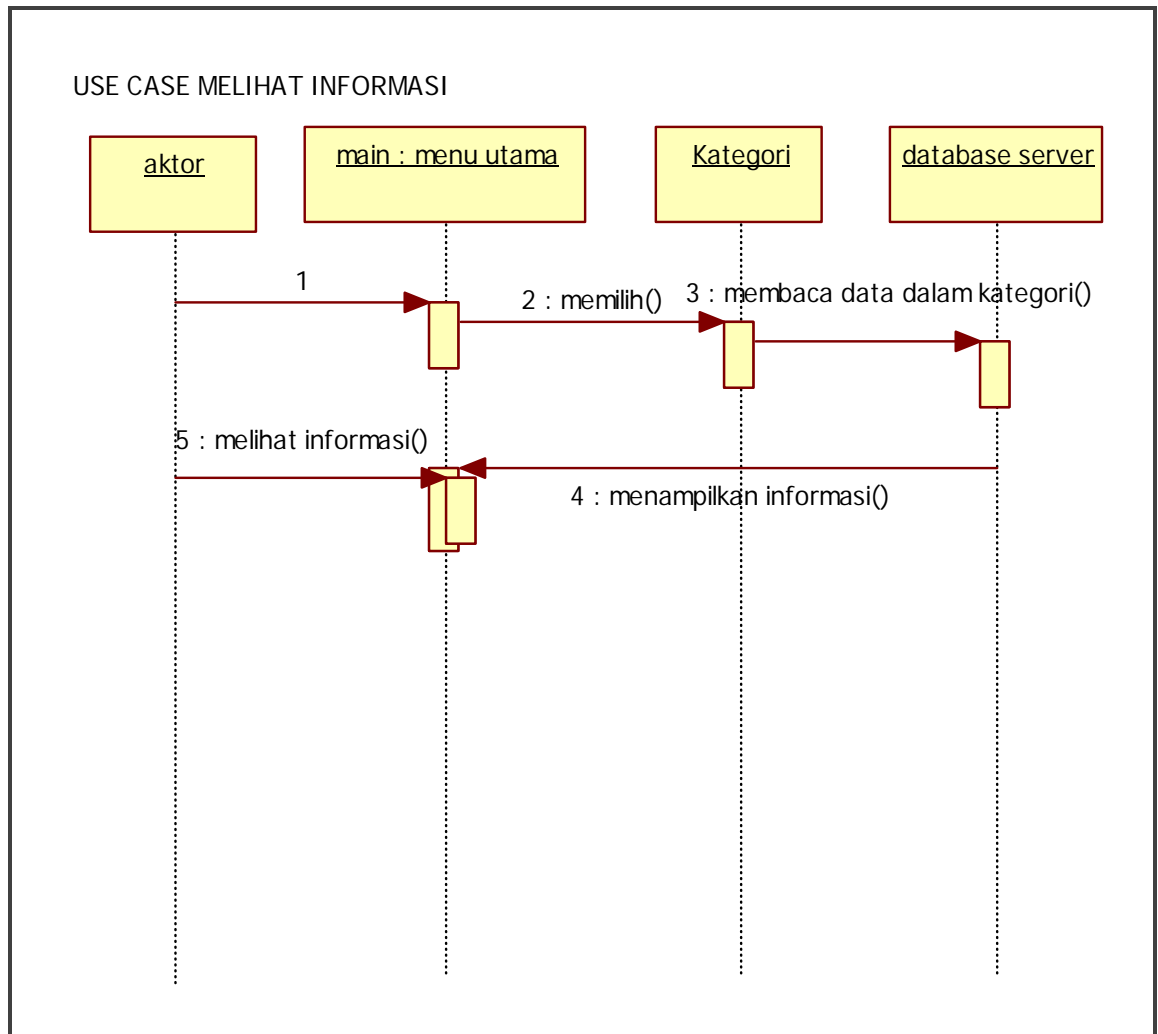 USE CASE MELIHAT INFORMASI
aktor
main : menu utama
Kategori
database server
1
2 : memilih()
3 : membaca data dalam kategori()
5 : melihat informasi()
4 : menampilkan informasi()